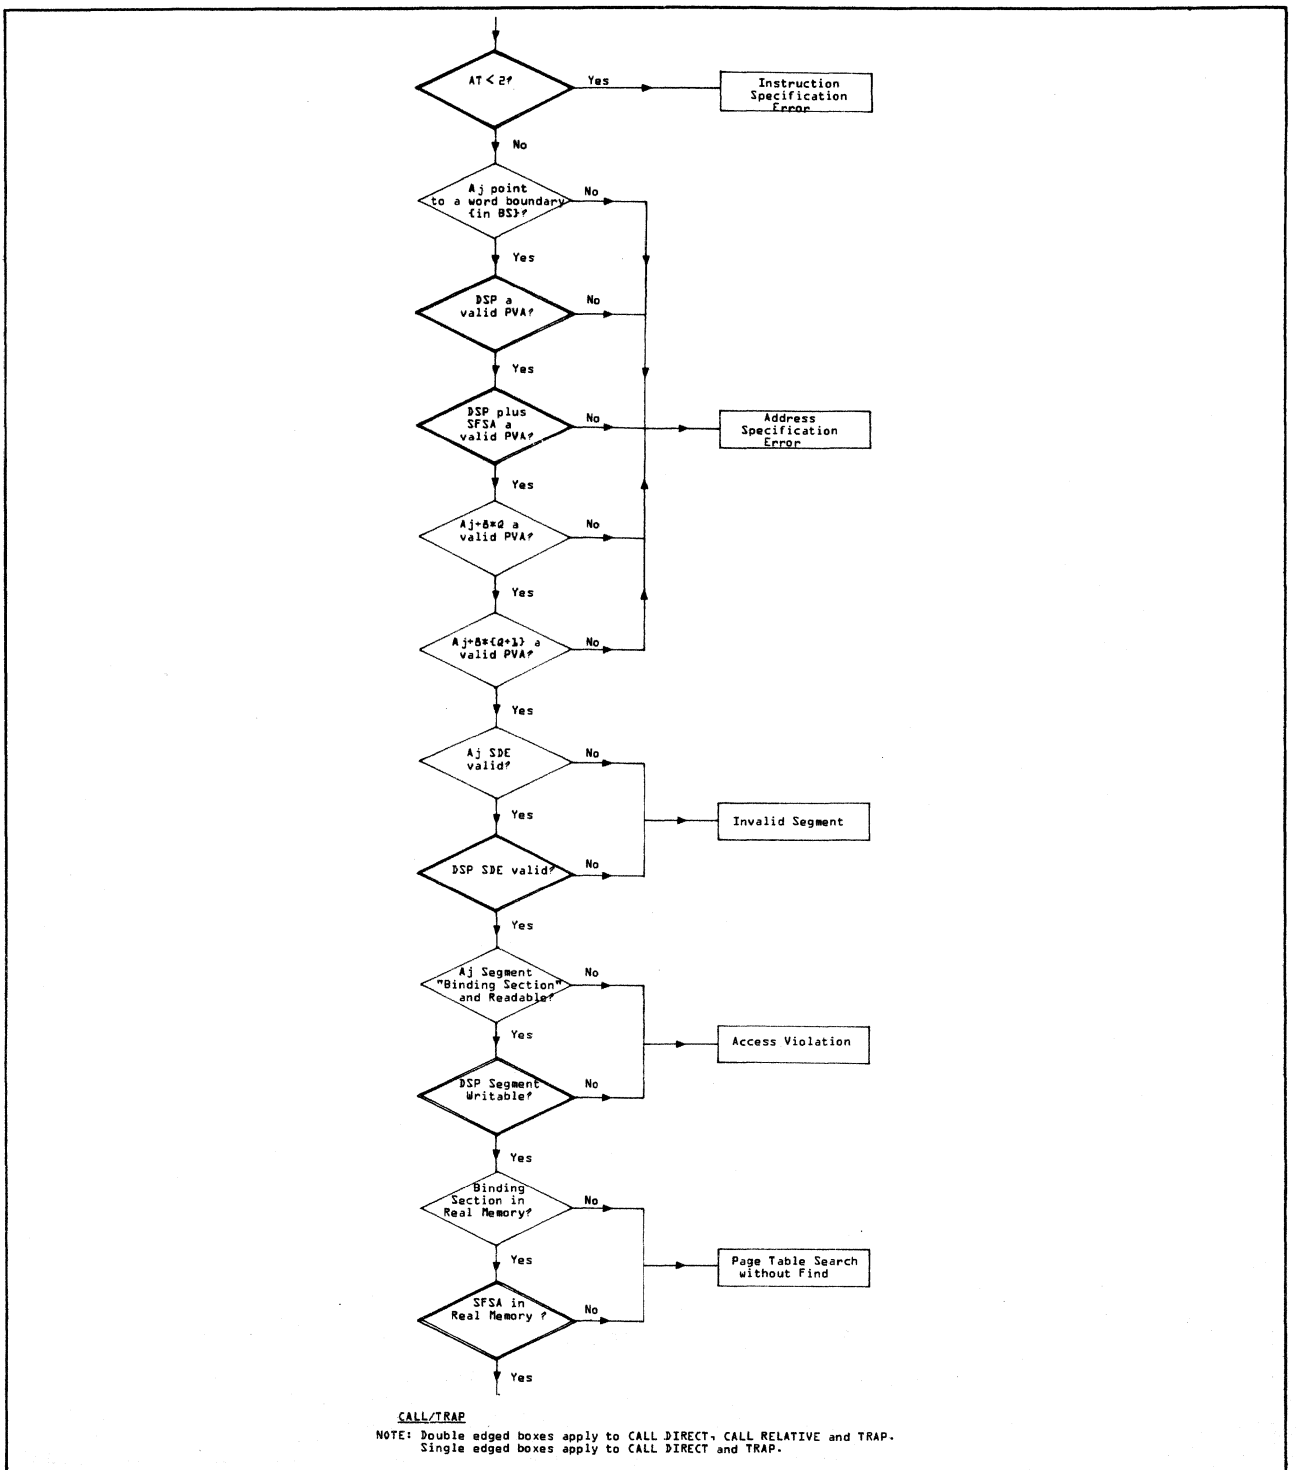 AT < 2?
Yes
Instruction
Specification
Error
No
Aj point
to a word boundary
{in BS}?
No
Yes
DSP a
valid PVA?
No
Yes
DSP plus
SFSA a
valid PVA?
No
Address
Specification
Error
Yes
Aj+8*Q a
valid PVA?
No
Yes
Aj+8*{Q+1} a
valid PVA?
No
Yes
Aj SDE
valid?
No
Yes
Invalid Segment
DSP SDE valid?
No
Yes
Aj Segment
"Binding Section"
and Readable?
No
Yes
Access Violation
DSP Segment
Writable?
No
Yes
Binding
Section in
Real Memory?
No
Yes
Page Table Search
without Find
SFSA in
Real Memory ?
No
Yes
CALL/TRAP
NOTE: Double edged boxes apply to CALL DIRECT, CALL RELATIVE and TRAP.
Single edged boxes apply to CALL DIRECT and TRAP.